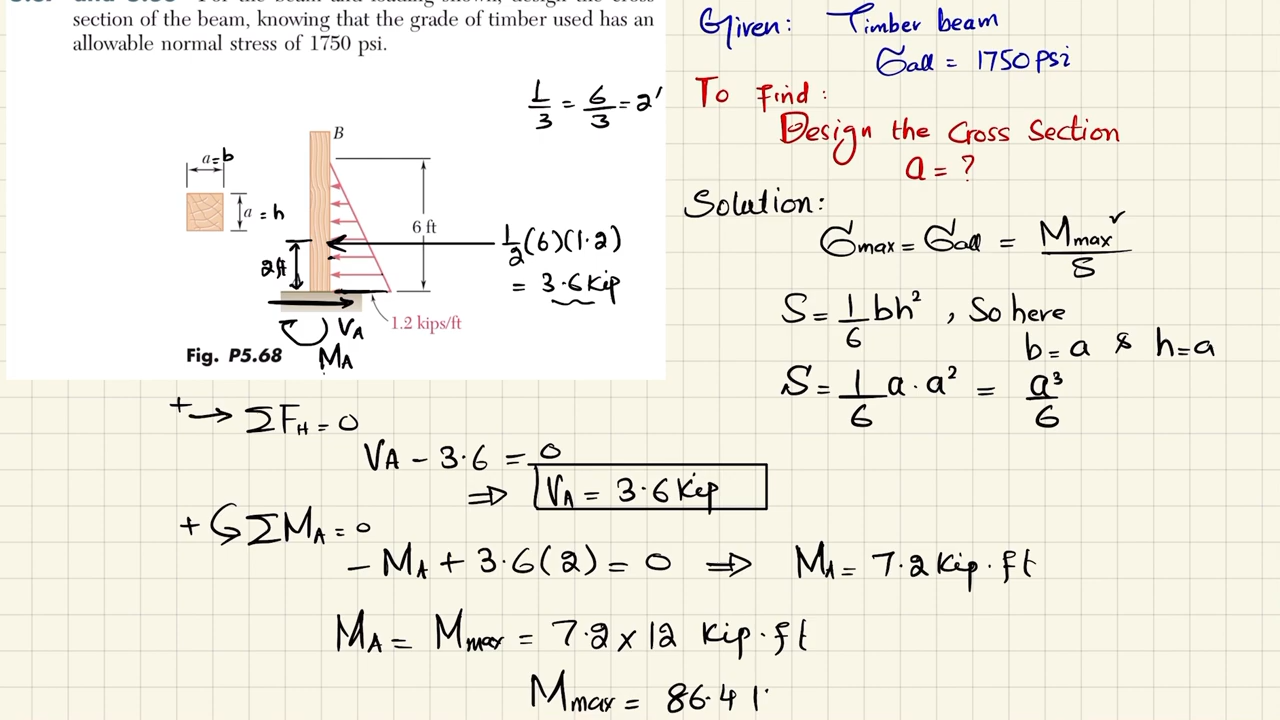 section of the beam, knowing that the grade of timber used has an
allowable normal stress of 1750 psi.
1/3 = 6/3 = 2'
B
a = b
a = h
6 ft
2ft
1/2 (6)(1.2)
= 3.6 Kip
1.2 kips/ft
VA
MA
Fig. P5.68
Given: Timber beam
σall = 1750 psi
To Find:
Design the Cross Section
a = ?
Solution:
σmax = σall = Mmax/S
S = 1/6 bh², So here
b = a & h = a
S = 1/6 a · a² = a³/6
+→ ΣFH = 0
VA − 3.6 = 0
⇒ VA = 3.6 Kip
+ ↺ ΣMA = 0
− MA + 3.6(2) = 0 ⇒ MA = 7.2 Kip·ft
MA = Mmax = 7.2 × 12 Kip·ft
Mmax = 86.4